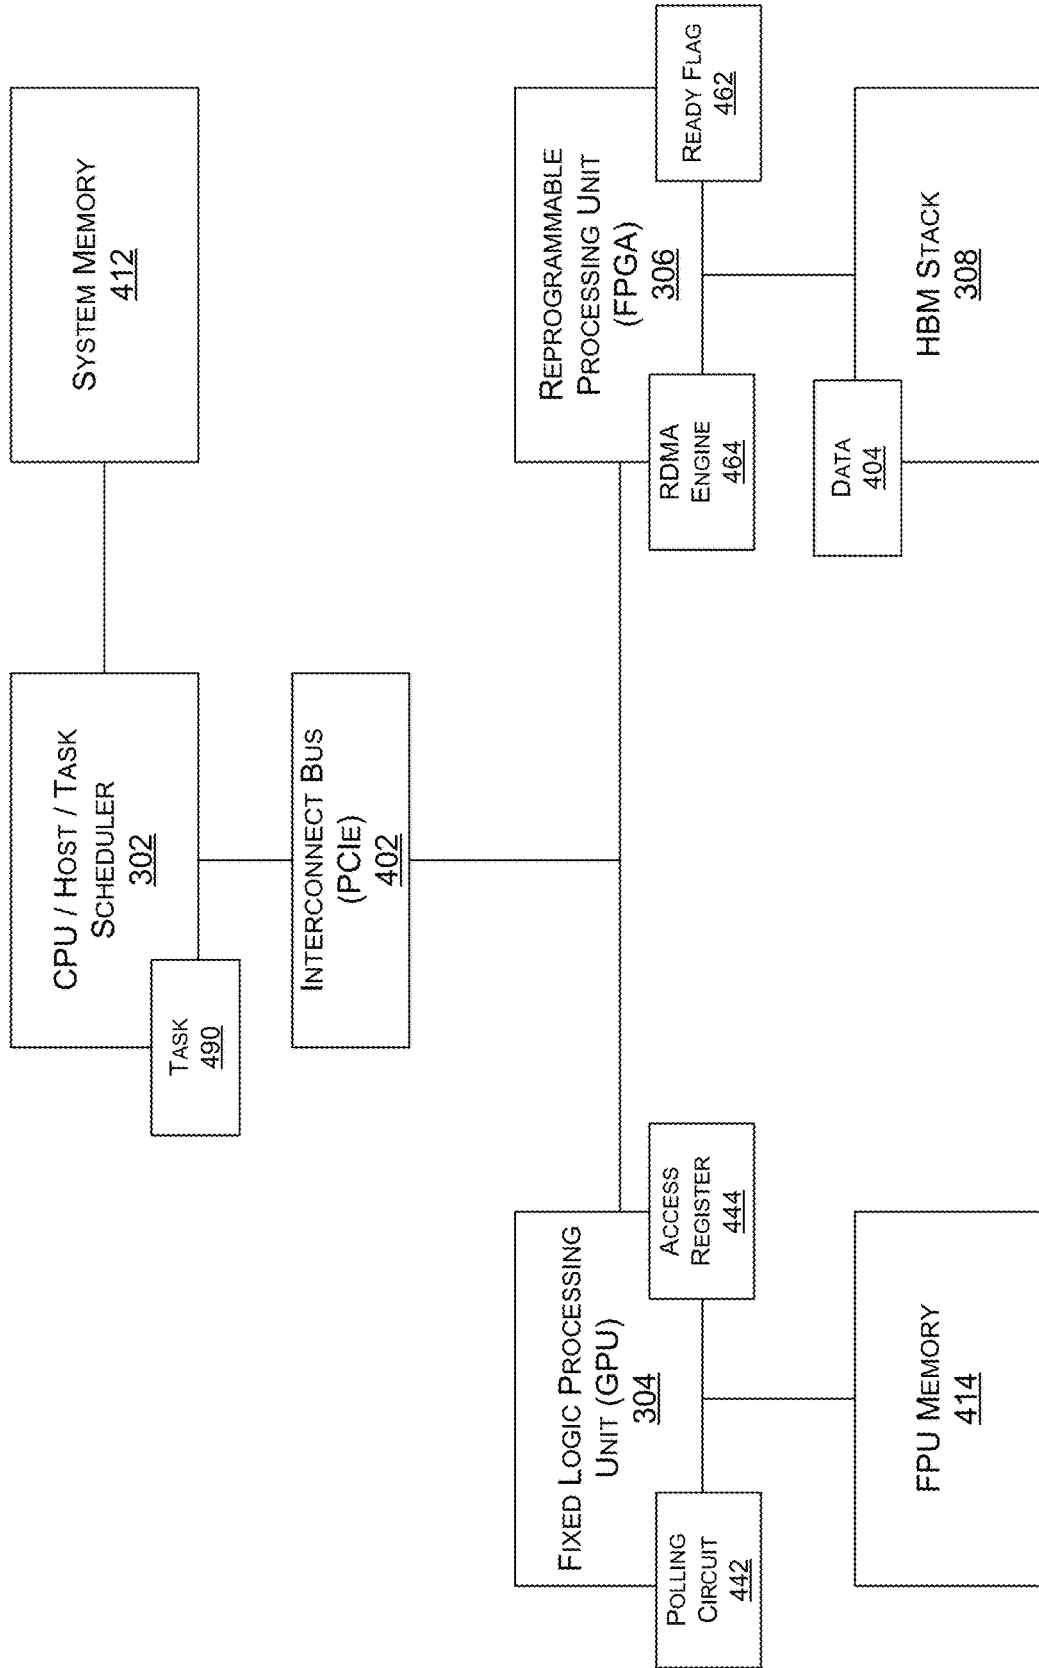 CPU / HOST / TASK
SCHEDULER
302
TASK
490
SYSTEM MEMORY
412
INTERCONNECT BUS
(PCIE)
402
FIXED LOGIC PROCESSING
UNIT (GPU)
304
POLLING
CIRCUIT
442
ACCESS
REGISTER
444
FPU MEMORY
414
REPROGRAMMABLE
PROCESSING UNIT
(FPGA)
306
RDMA
ENGINE
464
READY FLAG
462
DATA
404
HBM STACK
308